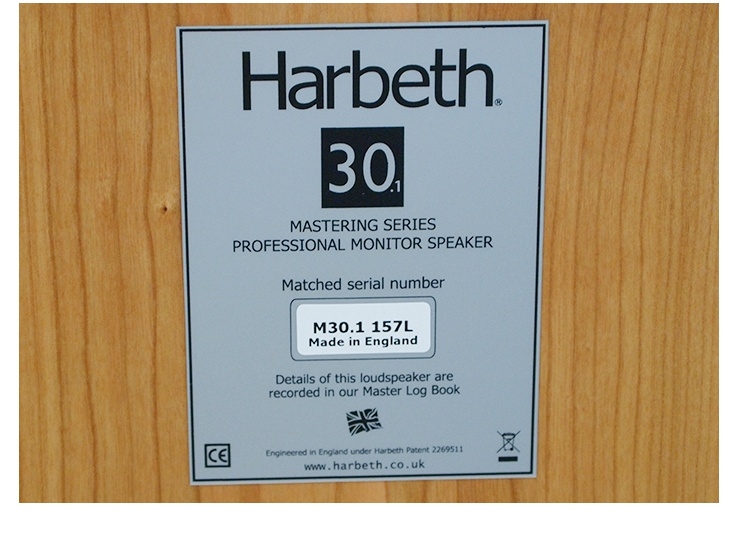 Harbeth®
30.1
MASTERING SERIES
PROFESSIONAL MONITOR SPEAKER
Matched serial number
M30.1 157L
Made in England
Details of this loudspeaker are
recorded in our Master Log Book
CE
Engineered in England under Harbeth Patent 2269511
www.harbeth.co.uk